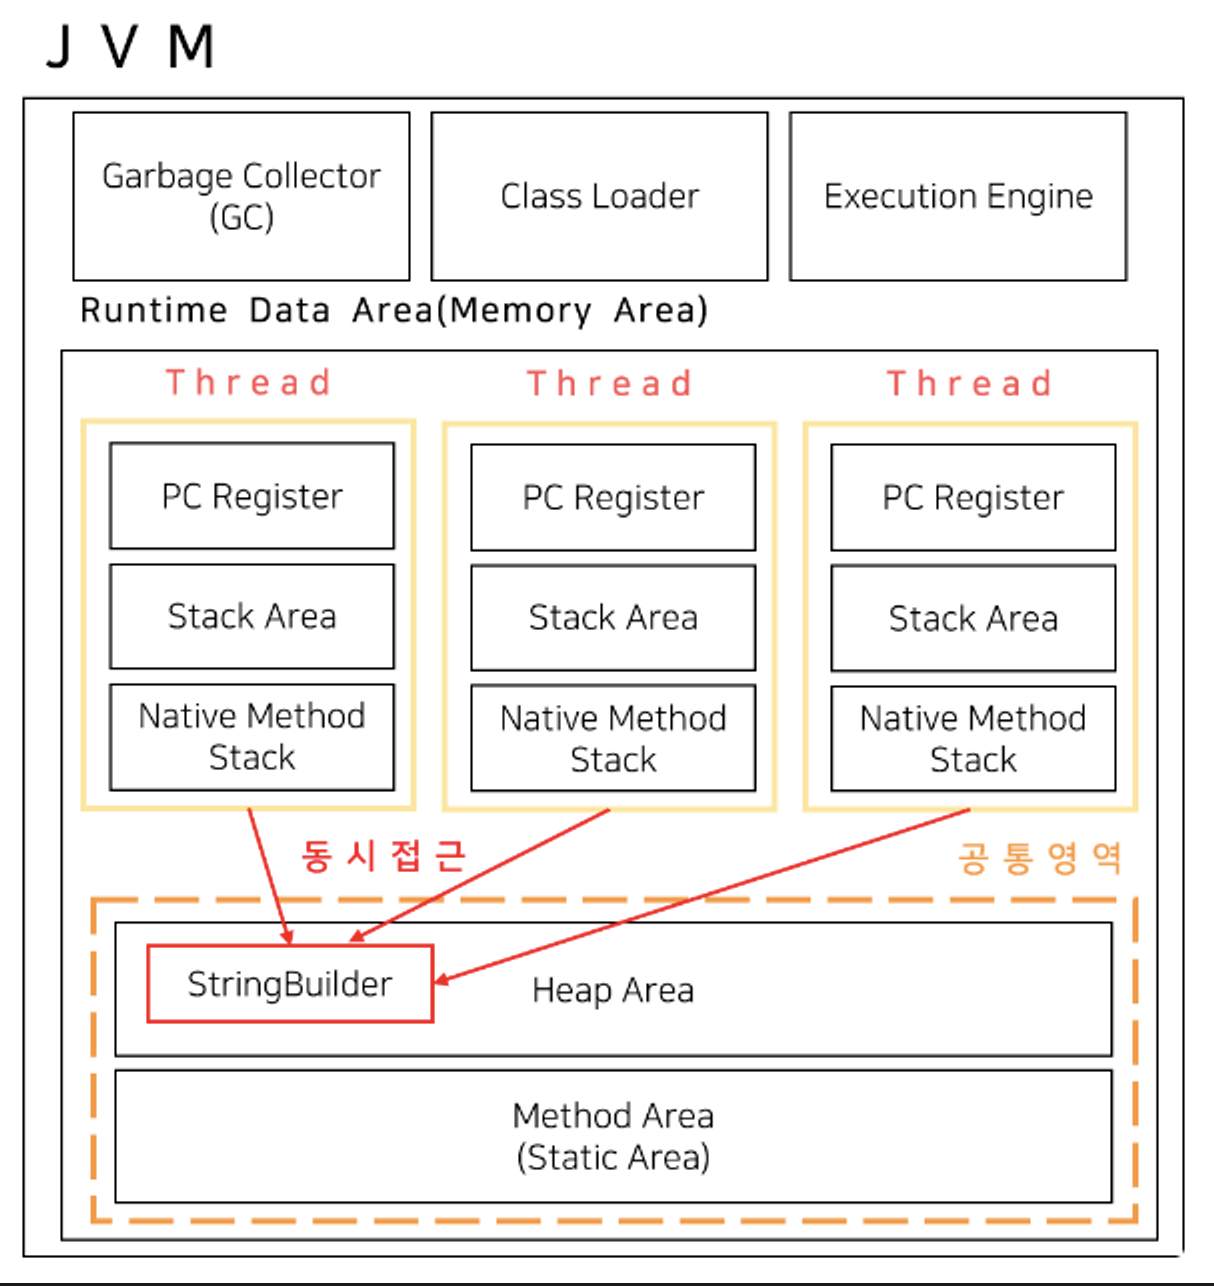 JVM
Garbage Collector
(GC)
Class Loader
Execution Engine
Runtime Data Area(Memory Area)
Thread
Thread
Thread
PC Register
PC Register
PC Register
Stack Area
Stack Area
Stack Area
Native Method
Stack
Native Method
Stack
Native Method
Stack
동시접근
공통영역
StringBuilder
Heap Area
Method Area
(Static Area)